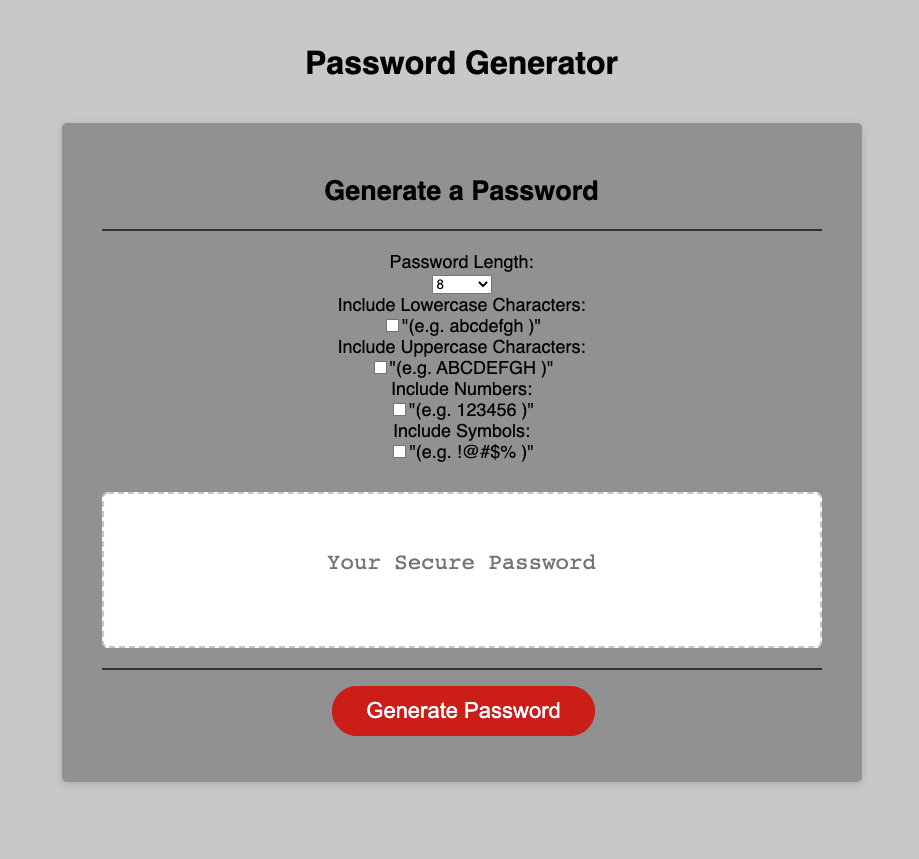 Password Generator
Generate a Password
Password Length:
8
Include Lowercase Characters:
"(e.g. abcdefgh )"
Include Uppercase Characters:
"(e.g. ABCDEFGH )"
Include Numbers:
"(e.g. 123456 )"
Include Symbols:
"(e.g. !@#$% )"
Your Secure Password
Generate Password